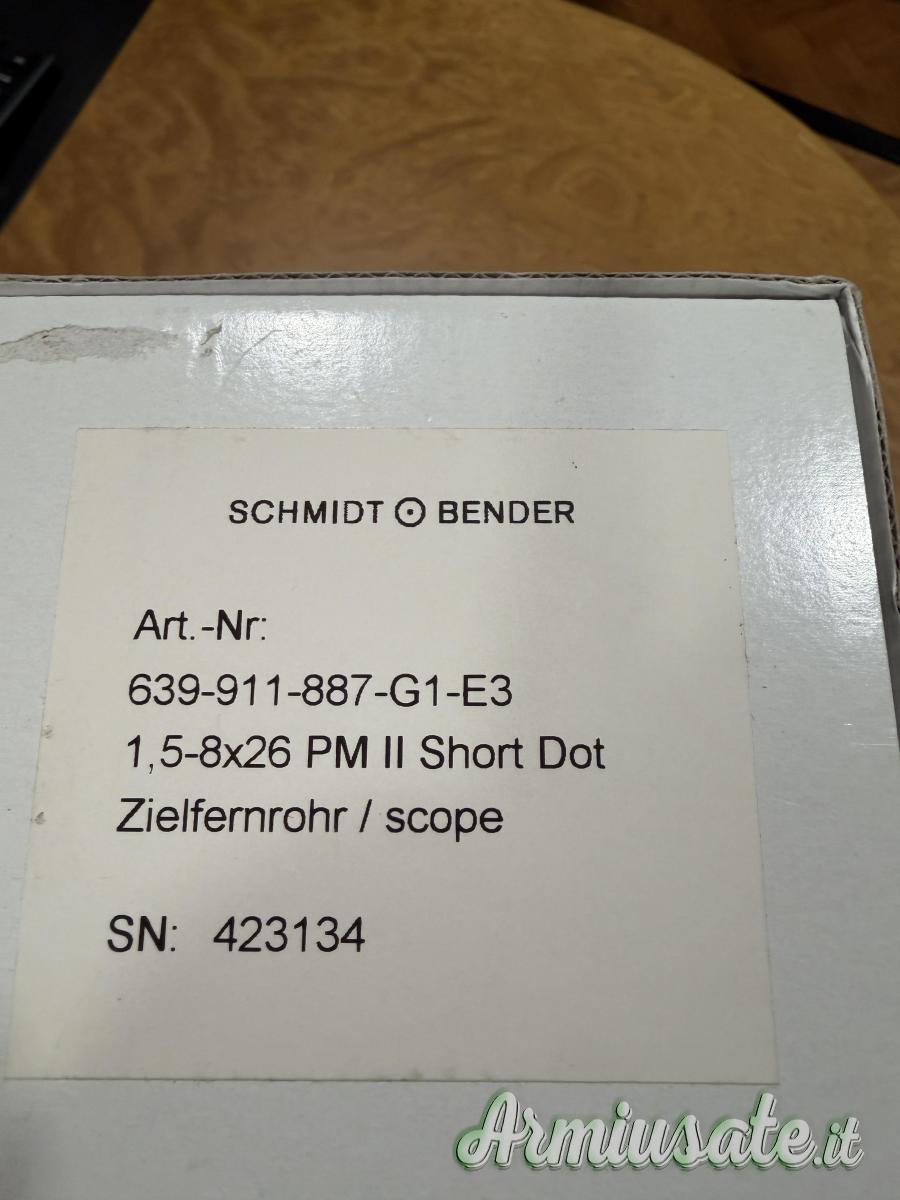 SCHMIDT BENDER
Art.-Nr:
639-911-887-G1-E3
1,5-8x26 PM II Short Dot
Zielfernrohr / scope
SN: 423134
Armiusate.it